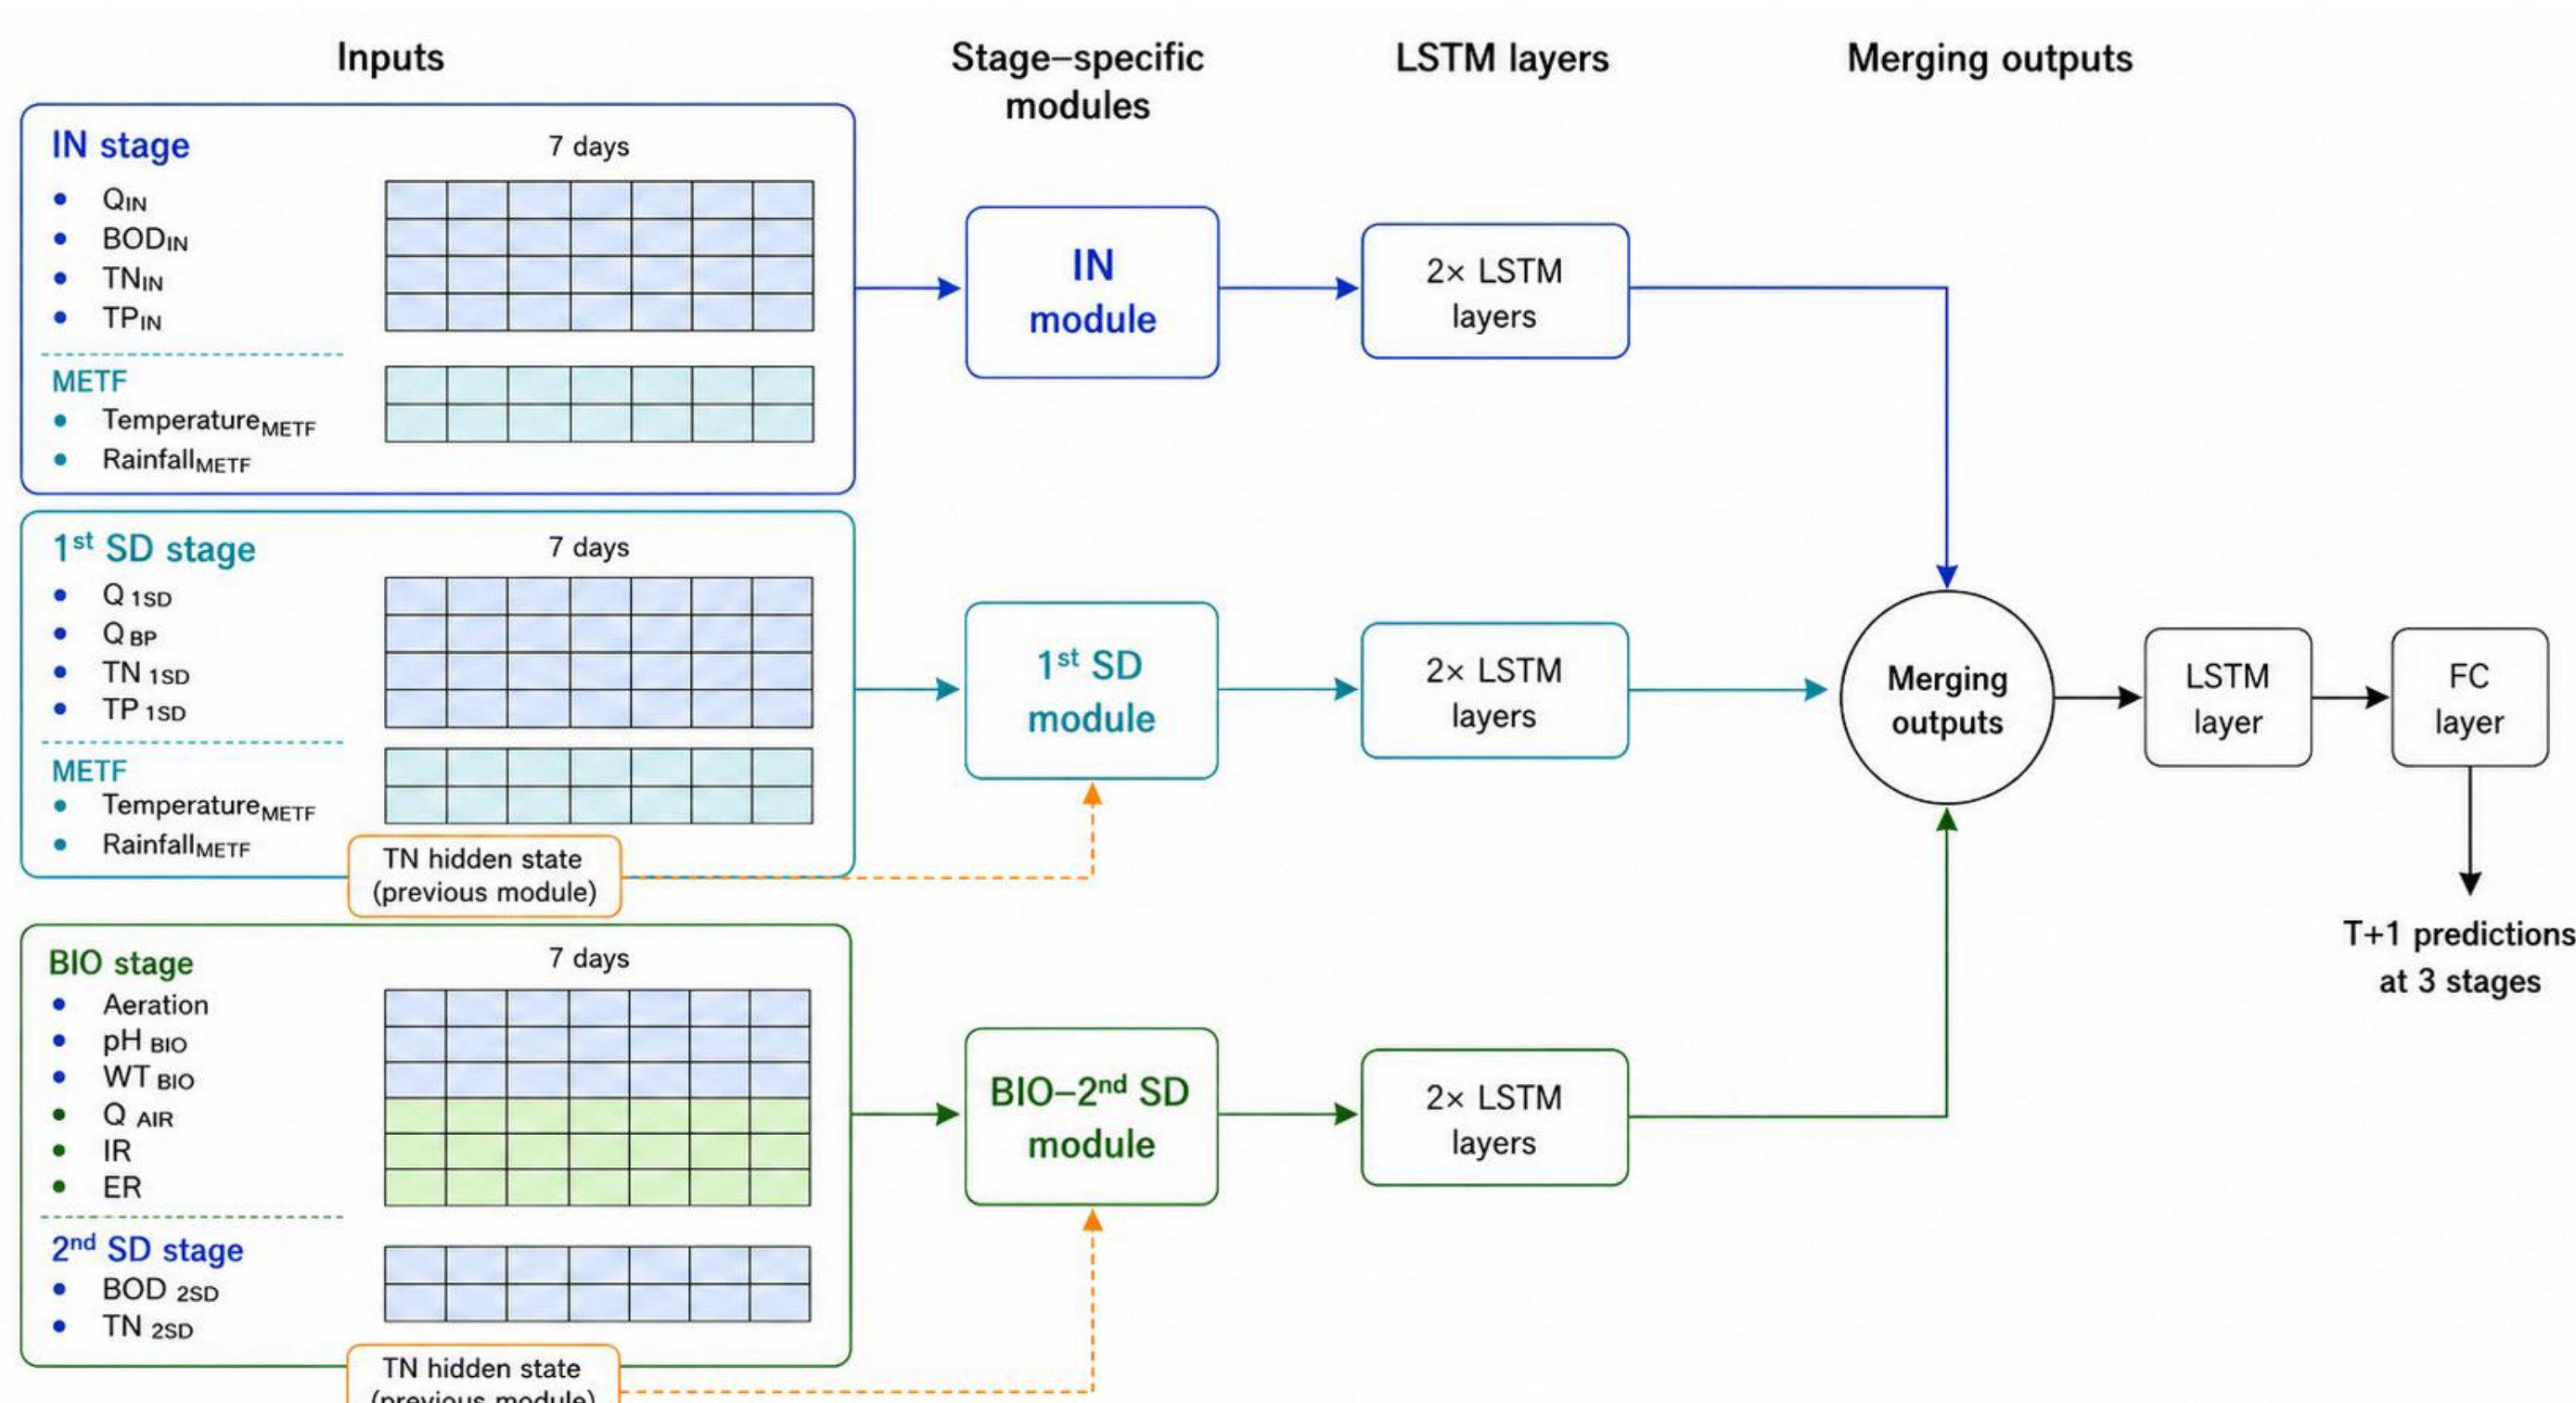 Inputs
Stage–specific
modules
LSTM layers
Merging outputs
IN stage
7 days
QIN
BODIN
TNIN
TPIN
METF
TemperatureMETF
RainfallMETF
IN
module
2× LSTM
layers
1st SD stage
7 days
Q 1SD
Q BP
TN 1SD
TP 1SD
METF
TemperatureMETF
RainfallMETF
TN hidden state
(previous module)
1st SD
module
2× LSTM
layers
Merging
outputs
LSTM
layer
FC
layer
T+1 predictions
at 3 stages
BIO stage
7 days
Aeration
pH BIO
WT BIO
Q AIR
IR
ER
2nd SD stage
BOD 2SD
TN 2SD
TN hidden state
(previous module)
BIO–2nd SD
module
2× LSTM
layers